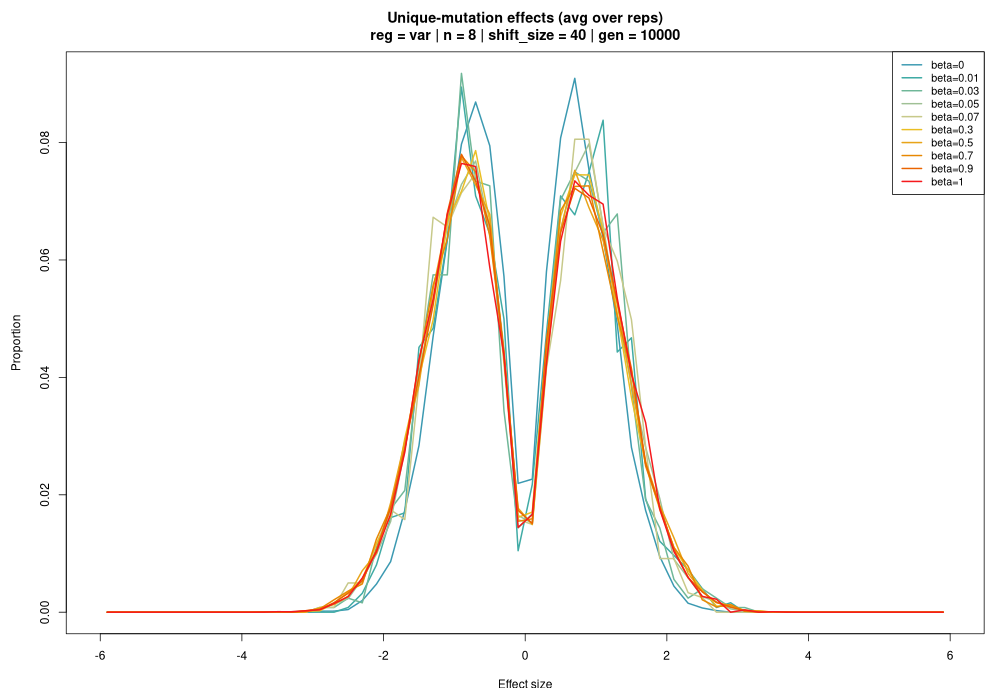 Unique-mutation effects (avg over reps)
reg = var | n = 8 | shift_size = 40 | gen = 10000
beta=0
beta=0.01
beta=0.03
beta=0.05
beta=0.07
beta=0.3
beta=0.5
beta=0.7
beta=0.9
beta=1
Proportion
0.08
0.06
0.04
0.02
0.00
-6 -4 -2 0 2 4 6
Effect size